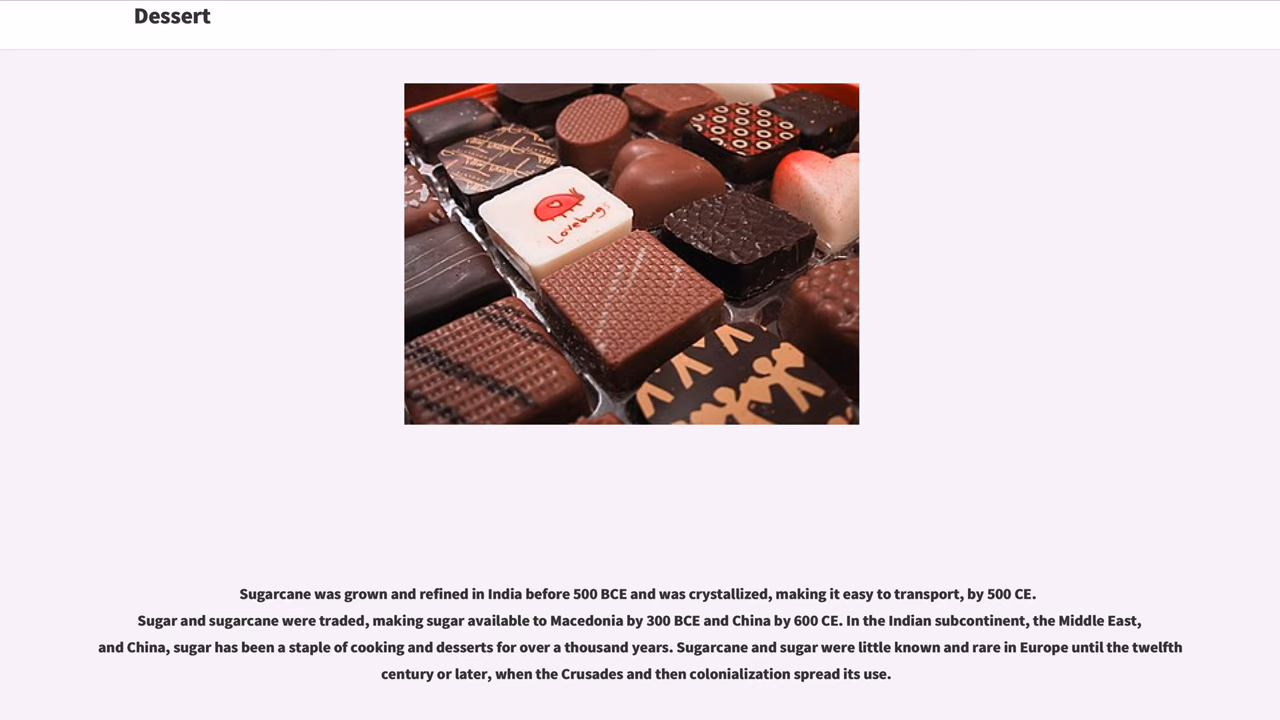 Dessert
Lovebugs
Sugarcane was grown and refined in India before 500 BCE and was crystallized, making it easy to transport, by 500 CE.
Sugar and sugarcane were traded, making sugar available to Macedonia by 300 BCE and China by 600 CE. In the Indian subcontinent, the Middle East,
and China, sugar has been a staple of cooking and desserts for over a thousand years. Sugarcane and sugar were little known and rare in Europe until the twelfth
century or later, when the Crusades and then colonialization spread its use.